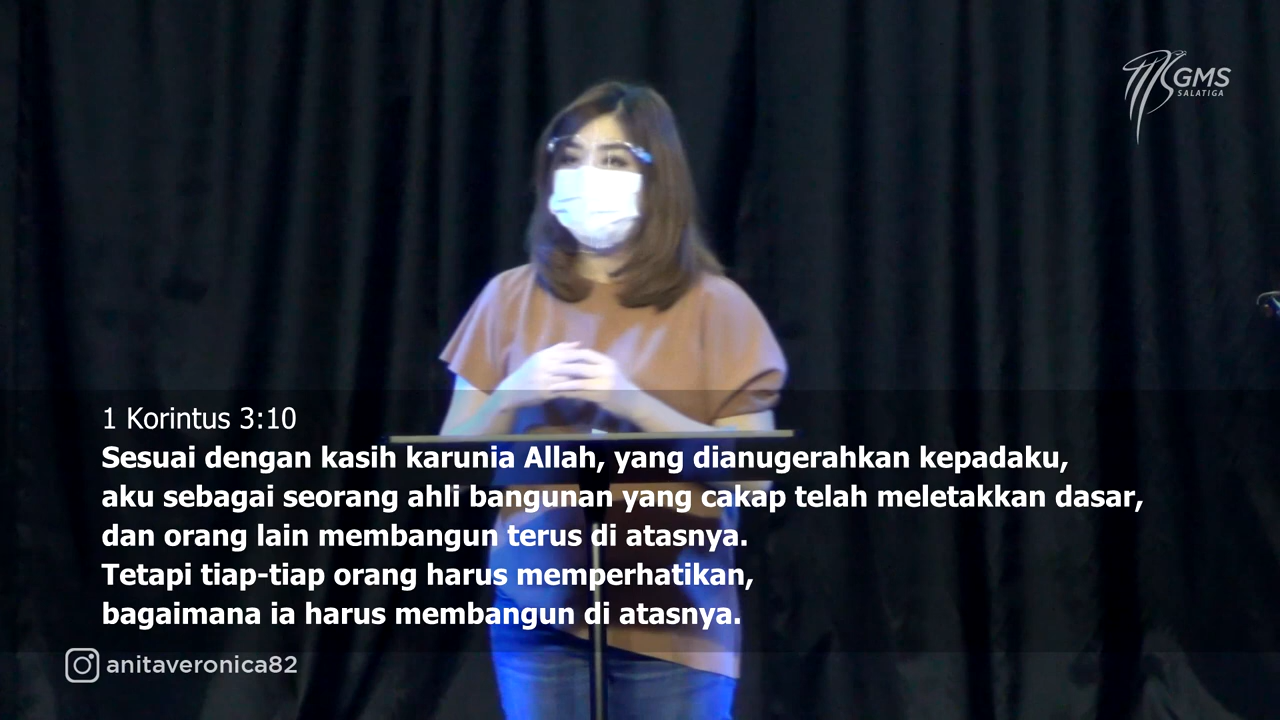 GMS
SALATIGA
1 Korintus 3:10
Sesuai dengan kasih karunia Allah, yang dianugerahkan kepadaku,
aku sebagai seorang ahli bangunan yang cakap telah meletakkan dasar,
dan orang lain membangun terus di atasnya.
Tetapi tiap-tiap orang harus memperhatikan,
bagaimana ia harus membangun di atasnya.
anitaveronica82